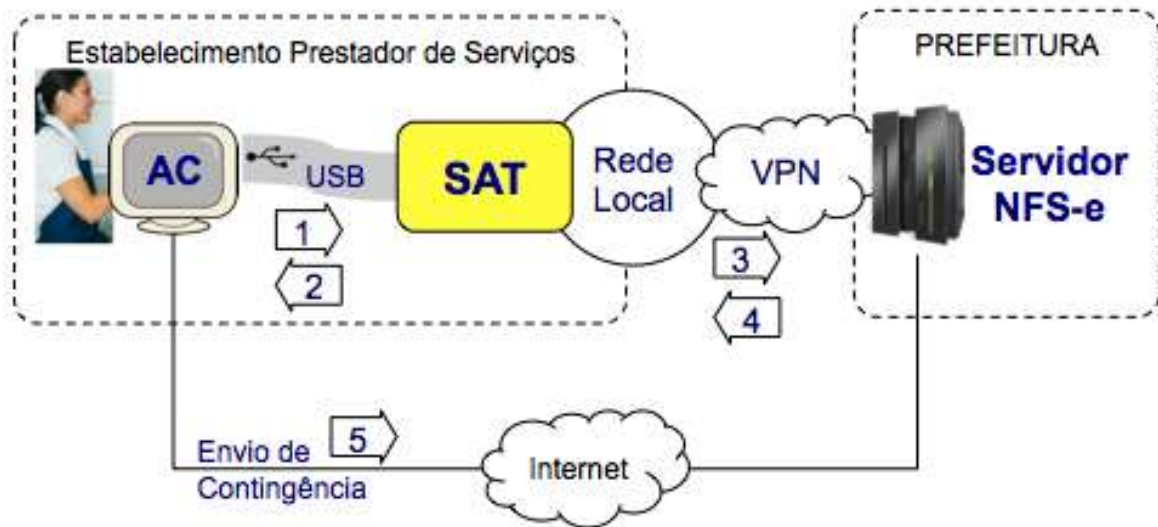 Estabelecimento Prestador de Serviços
PREFEITURA
AC
USB
SAT
Rede
Local
VPN
Servidor
NFS-e
1
2
3
4
5
Envio de
Contingência
Internet